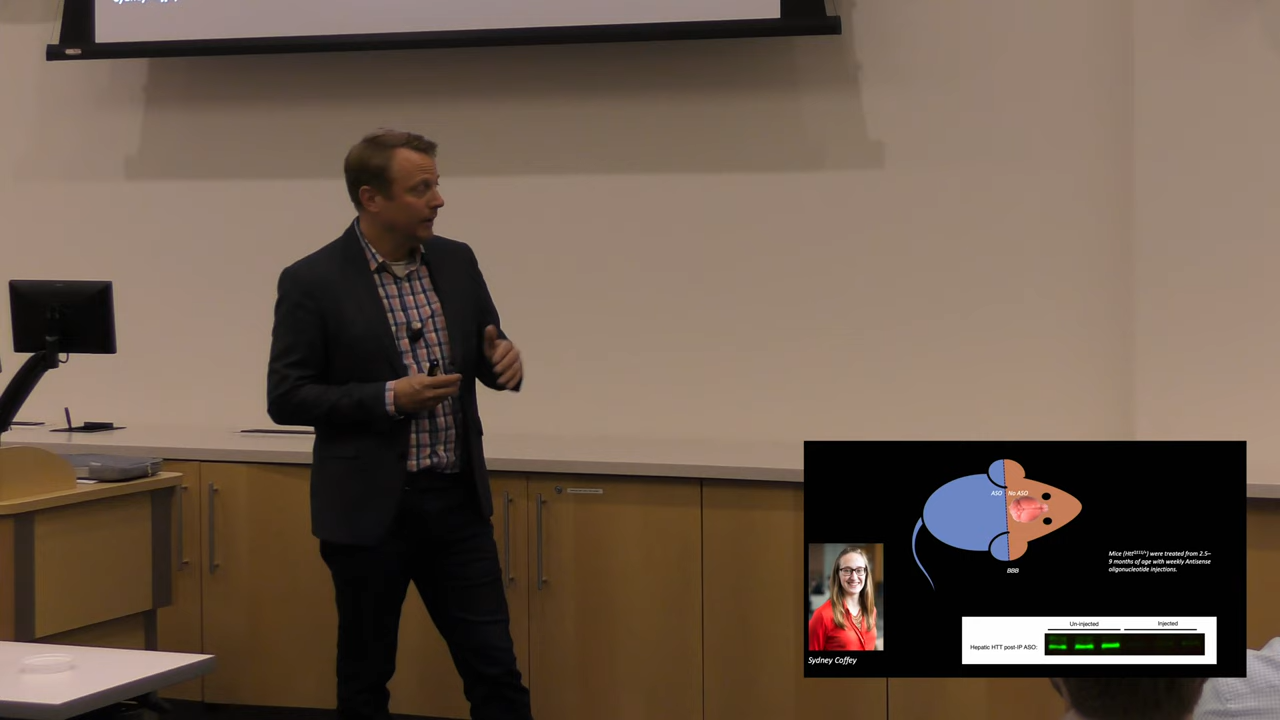 ASO
No ASO
BBB
Mice (Htt^Q111/+) were treated from 2.5–
9 months of age with weekly Antisense
oligonucleotide injections.
Sydney Coffey
Un-injected
Injected
Hepatic HTT post-IP ASO: